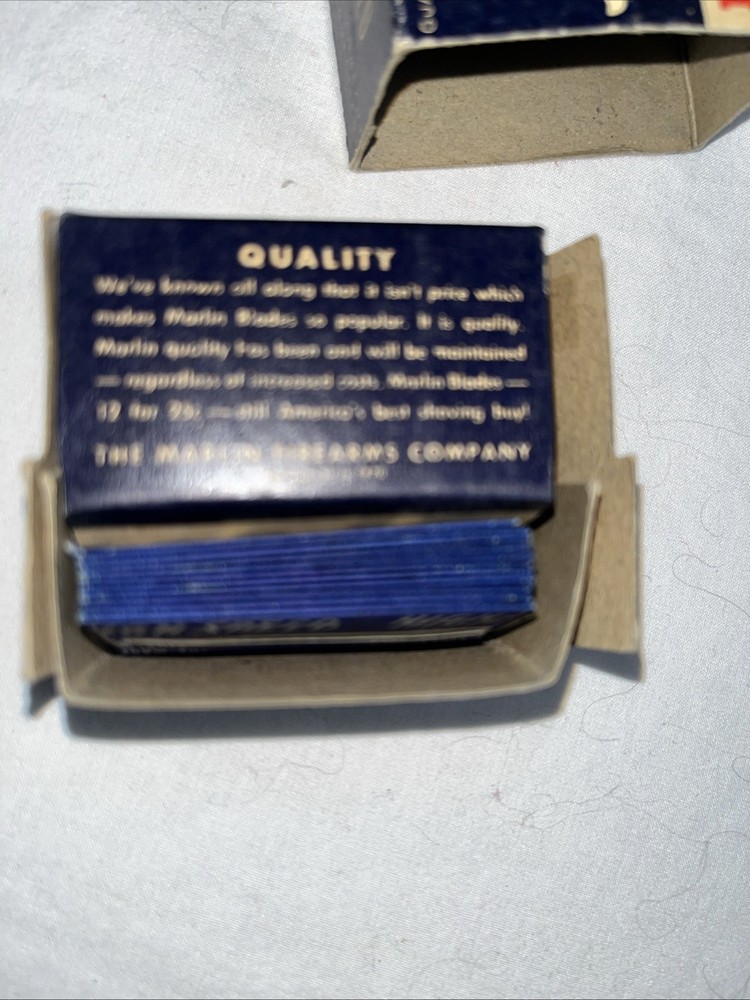 QUALITY
We've known all along that it isn't price which
makes Marlin Blades so popular. It is quality.
Marlin quality has been and will be maintained
— regardless of increased costs. Marlin Blades —
12 for 25c — still America's best shaving buy!
THE MARLIN FIREARMS COMPANY